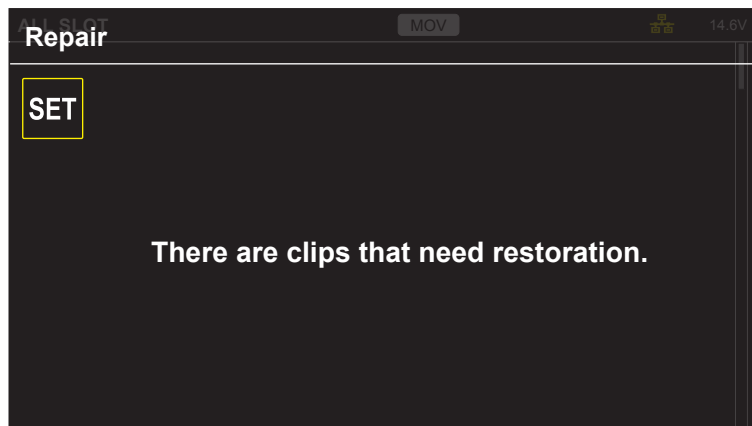 ALL SLOT
MOV
14.6V
Repair
SET
There are clips that need restoration.